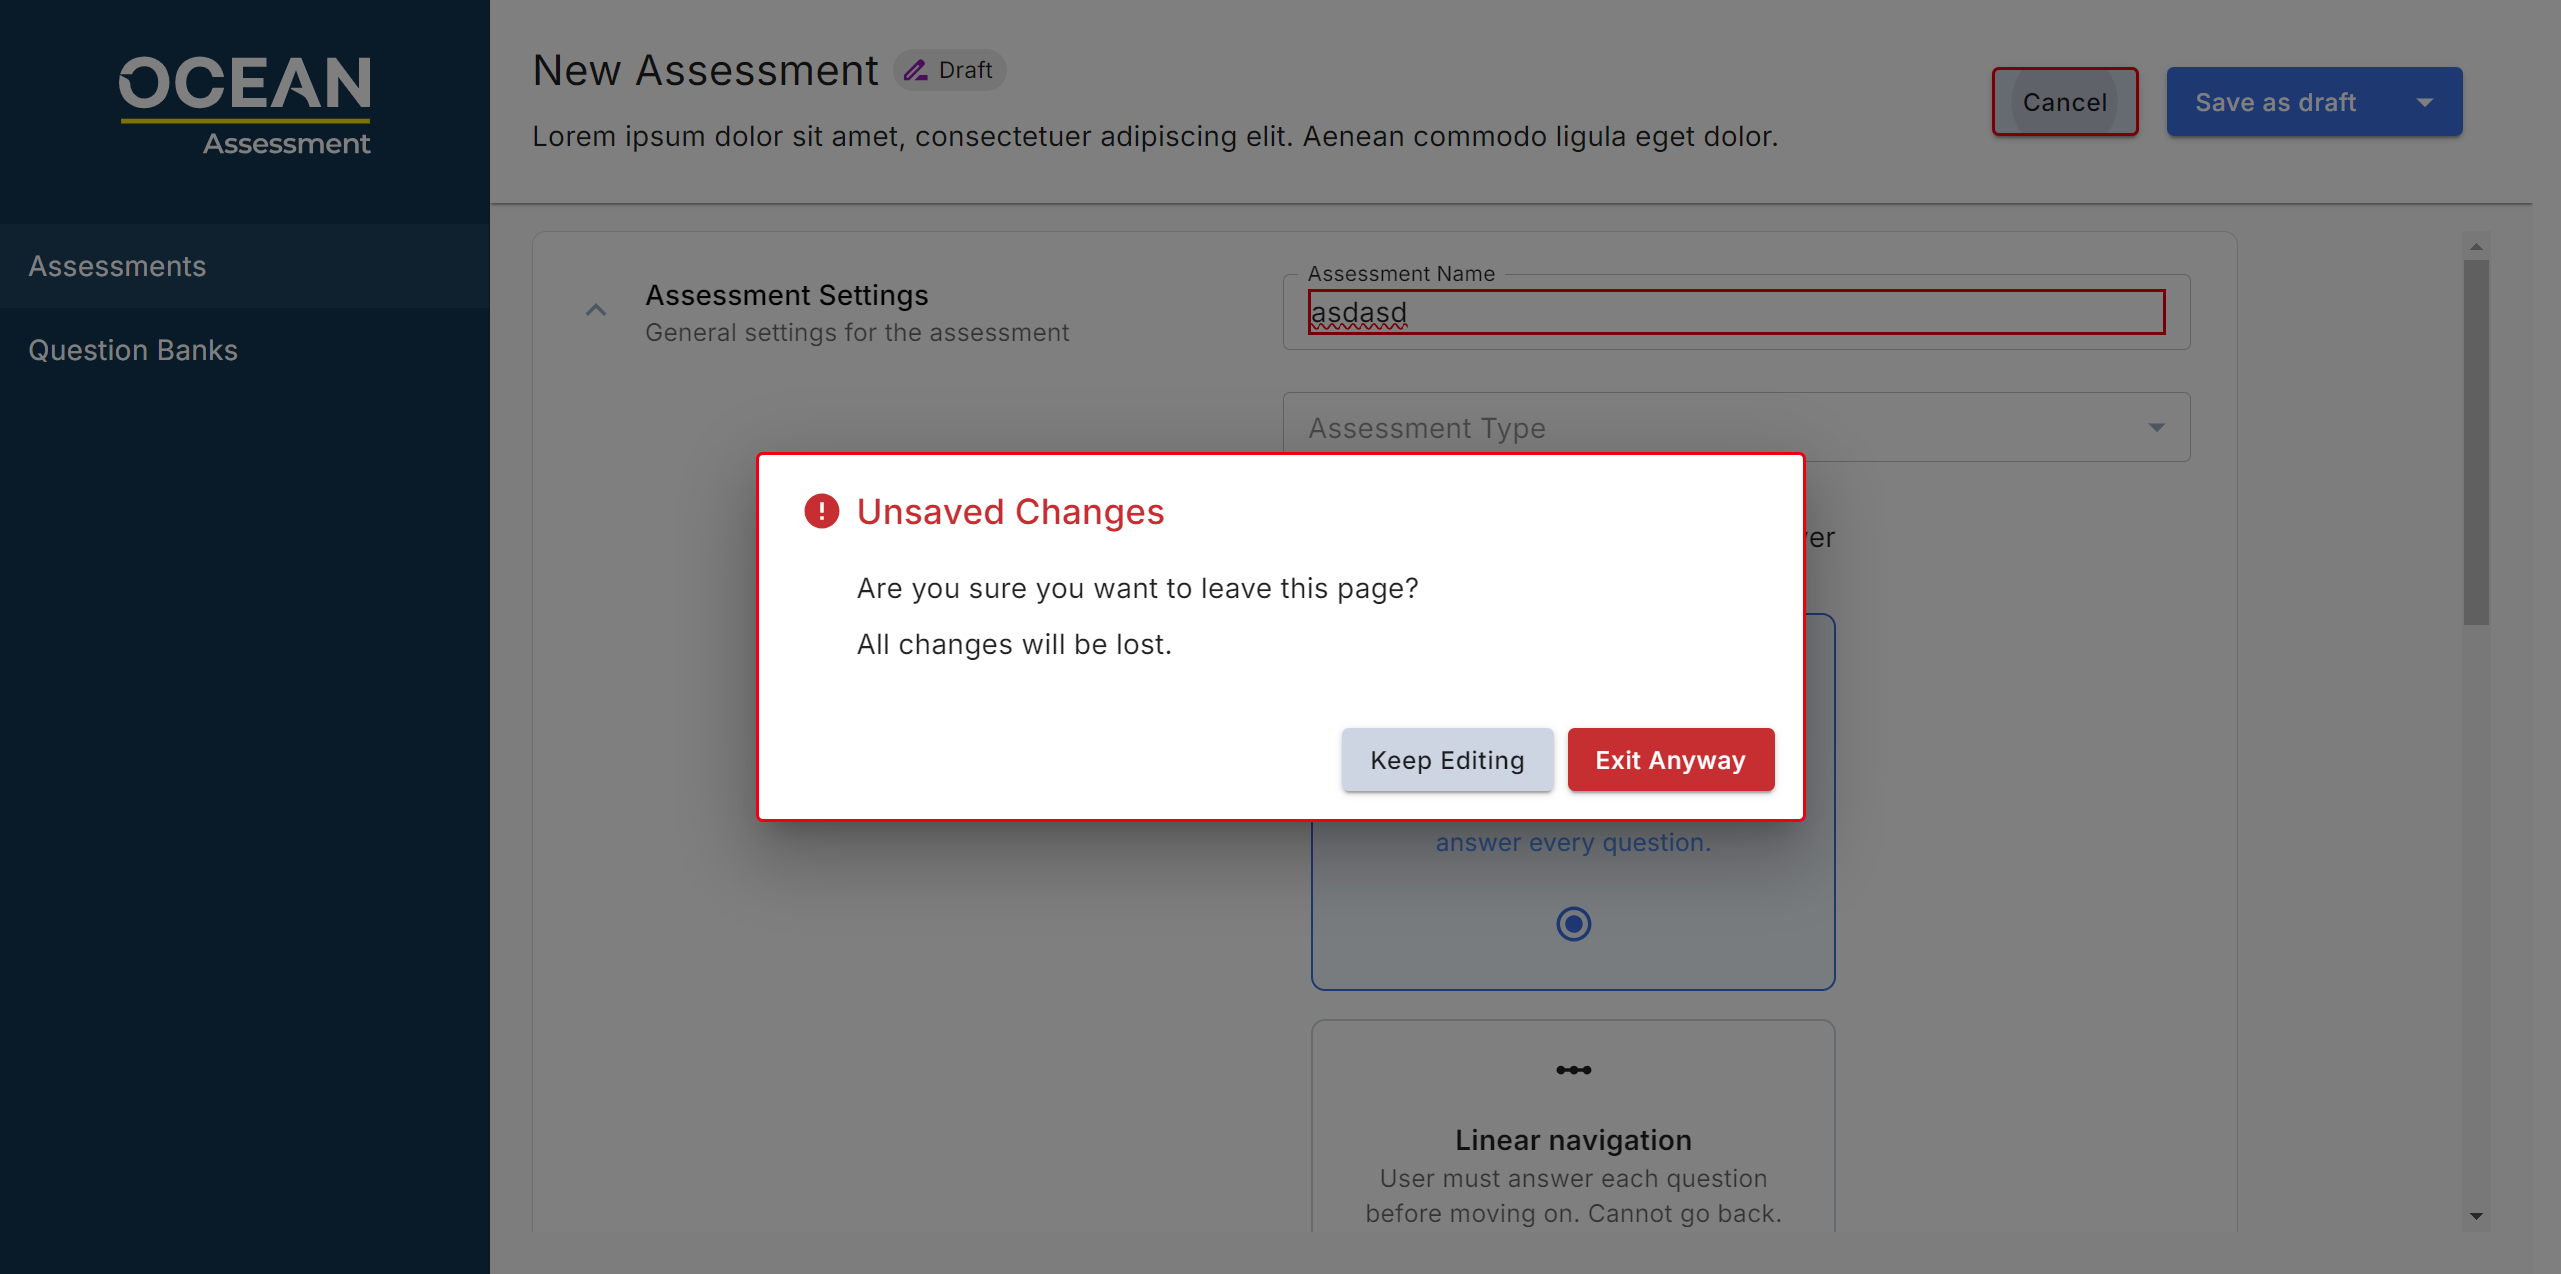 OCEAN
Assessment
Assessments
Question Banks
New Assessment
Draft
Lorem ipsum dolor sit amet, consectetuer adipiscing elit. Aenean commodo ligula eget dolor.
Cancel
Save as draft
Assessment Settings
General settings for the assessment
Assessment Name
asdasd
Assessment Type
Unsaved Changes
Are you sure you want to leave this page?
All changes will be lost.
Keep Editing
Exit Anyway
answer every question.
Linear navigation
User must answer each question
before moving on. Cannot go back.